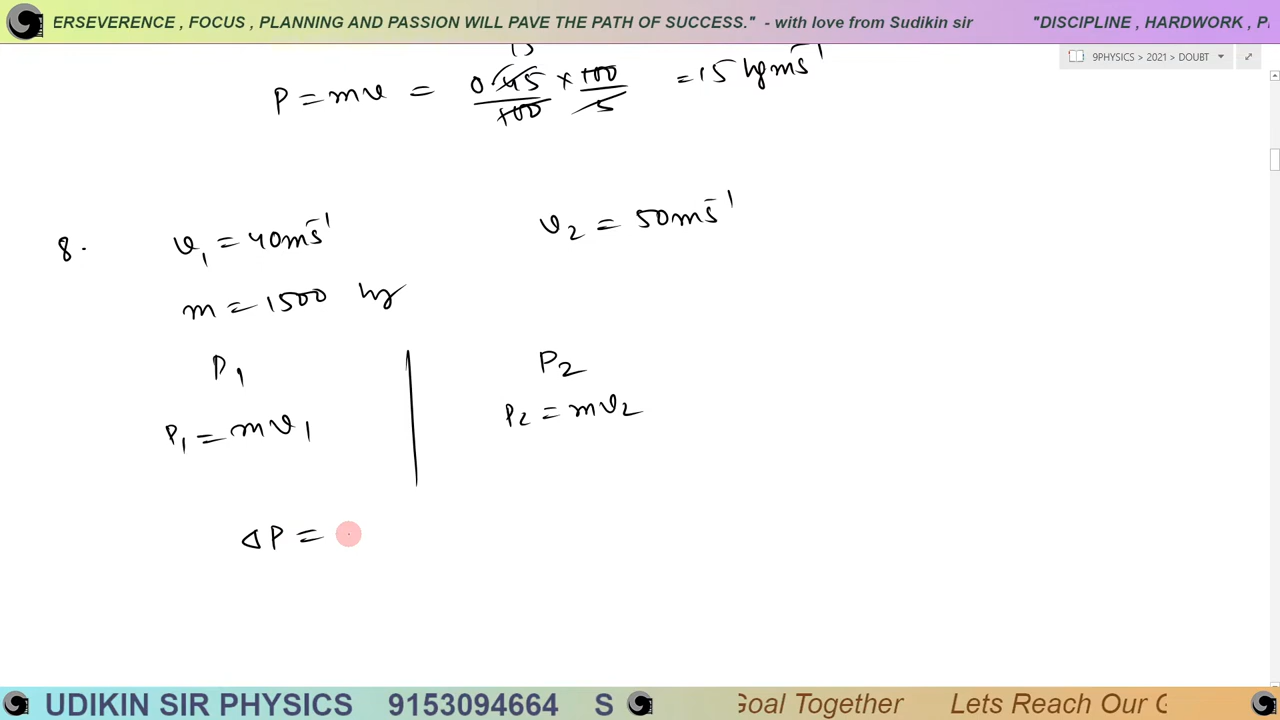 ERSEVERENCE , FOCUS , PLANNING AND PASSION WILL PAVE THE PATH OF SUCCESS." - with love from Sudikin sir "DISCIPLINE , HARDWORK , P
9PHYSICS > 2021 > DOUBT
15
P = mv = 0.45/100 × 100/5 = 15 kgms⁻¹
8. v₁ = 40ms⁻¹ v₂ = 50ms⁻¹
m = 1500 kg
P₁ P₂
P₁ = mv₁ P₂ = mv₂
ΔP =
UDIKIN SIR PHYSICS 9153094664 S Goal Together Lets Reach Our G